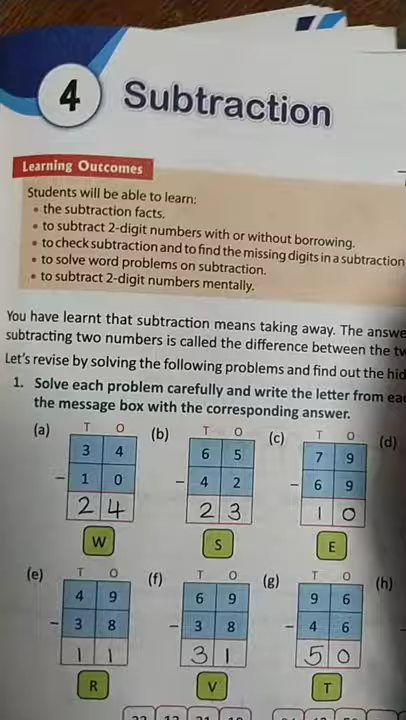 4 Subtraction
Learning Outcomes
Students will be able to learn:
• the subtraction facts.
• to subtract 2-digit numbers with or without borrowing.
• to check subtraction and to find the missing digits in a subtraction
• to solve word problems on subtraction.
• to subtract 2-digit numbers mentally.
You have learnt that subtraction means taking away. The
subtracting two numbers is called the difference between the
Let's revise by solving the following problems and find out the
1. Solve each problem carefully and write the letter from
the message box with the corresponding answer.
(a) T O (b) T O (c) T O (d)
3 4 6 5 7 9
− 1 0 − 4 2 − 6 9
2 4 2 3 1 0
W S E
(e) T O (f) T O (g) T O (h)
4 9 6 9 9 6
− 3 8 − 3 8 − 4 6
1 1 3 1 5 0
R V T